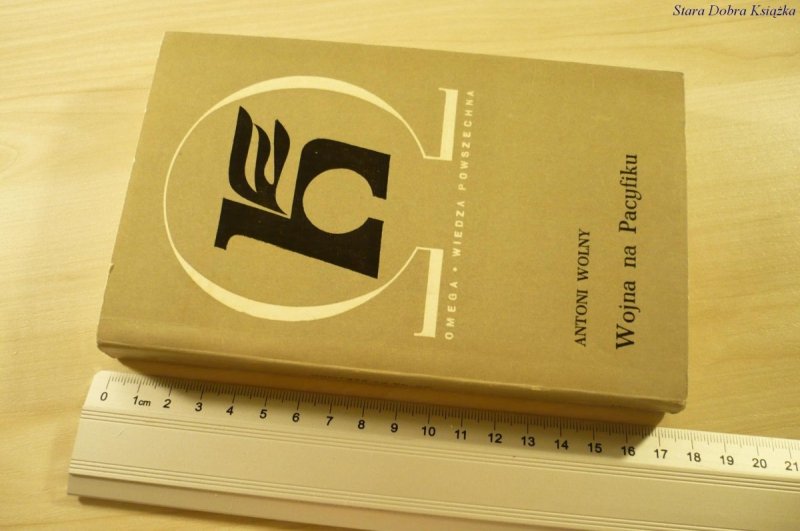 Stara Dobra Książka
OMEGA • WIEDZA POWSZECHNA
ANTONI WOLNY
Wojna na Pacyfiku
0 1cm 2 3 4 5 6 7 8 9 10 11 12 13 14 15 16 17 18 19 20 21